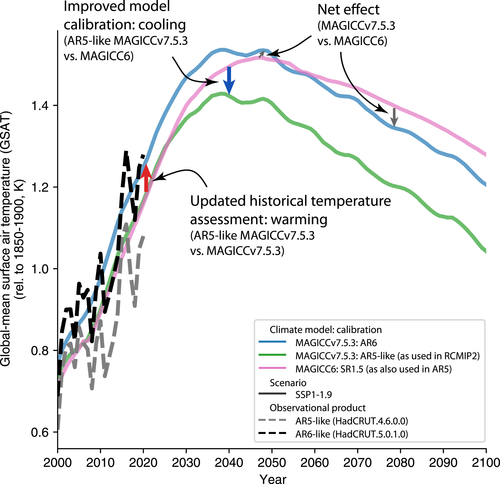 Improved model
calibration: cooling
(AR5-like MAGICCv7.5.3
vs. MAGICC6)
Net effect
(MAGICCv7.5.3
vs. MAGICC6)
Updated historical temperature
assessment: warming
(AR5-like MAGICCv7.5.3
vs. MAGICCv7.5.3)
Global-mean surface air temperature (GSAT)
(rel. to 1850-1900, K)
1.4
1.2
1.0
0.8
0.6
2000 2010 2020 2030 2040 2050 2060 2070 2080 2090 2100
Climate model: calibration
MAGICCv7.5.3: AR6
MAGICCv7.5.3: AR5-like (as used in RCMIP2)
MAGICC6: SR1.5 (as also used in AR5)
Scenario
SSP1-1.9
Observational product
AR5-like (HadCRUT.4.6.0.0)
AR6-like (HadCRUT.5.0.1.0)